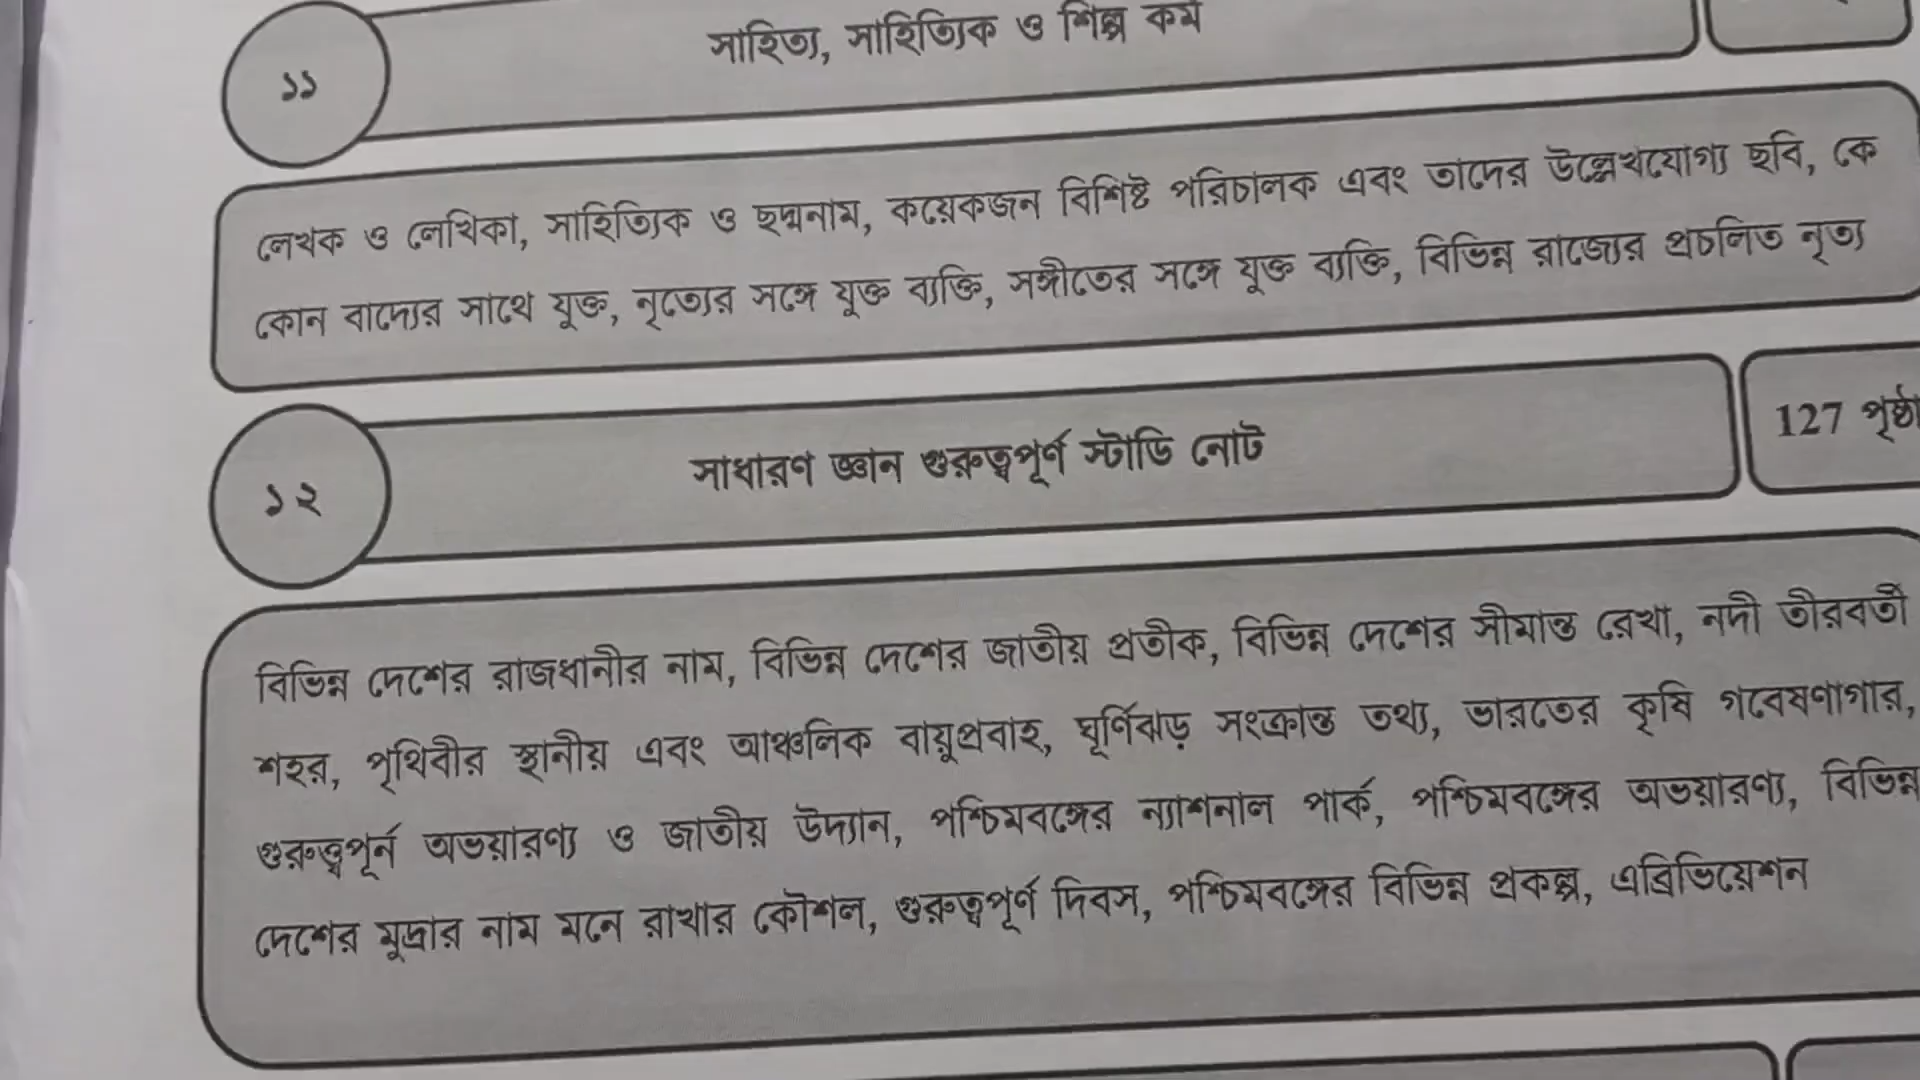 ১১
সাহিত্য, সাহিত্যিক ও শিল্প কর্ম
লেখক ও লেখিকা, সাহিত্যিক ও ছদ্মনাম, কয়েকজন বিশিষ্ট পরিচালক এবং তাদের উল্লেখযোগ্য ছবি, কে
কোন বাদ্যের সাথে যুক্ত, নৃত্যের সঙ্গে যুক্ত ব্যক্তি, সঙ্গীতের সঙ্গে যুক্ত ব্যক্তি, বিভিন্ন রাজ্যের প্রচলিত নৃত্য
১২
সাধারণ জ্ঞান গুরুত্বপূর্ণ স্টাডি নোট
127 পৃষ্ঠা
বিভিন্ন দেশের রাজধানীর নাম, বিভিন্ন দেশের জাতীয় প্রতীক, বিভিন্ন দেশের সীমান্ত রেখা, নদী তীরবর্তী
শহর, পৃথিবীর স্থানীয় এবং আঞ্চলিক বায়ুপ্রবাহ, ঘূর্ণিঝড় সংক্রান্ত তথ্য, ভারতের কৃষি গবেষণাগার,
গুরুত্বপূর্ন অভয়ারণ্য ও জাতীয় উদ্যান, পশ্চিমবঙ্গের ন্যাশনাল পার্ক, পশ্চিমবঙ্গের অভয়ারণ্য, বিভিন্ন
দেশের মুদ্রার নাম মনে রাখার কৌশল, গুরুত্বপূর্ণ দিবস, পশ্চিমবঙ্গের বিভিন্ন প্রকল্প, এব্রিভিয়েশন